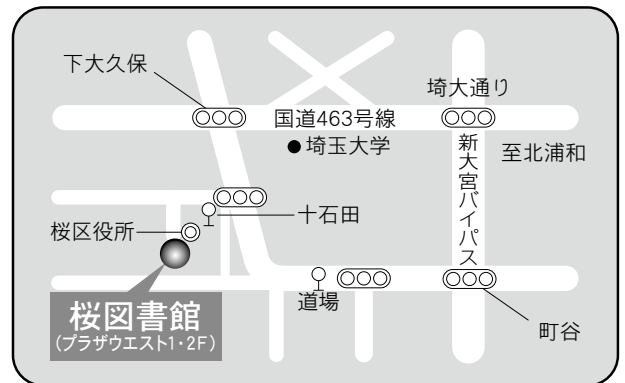 下大久保
埼大通り
国道463号線
埼玉大学
新大宮バイパス
至北浦和
十石田
桜区役所
道場
桜図書館
(プラザウエスト1・2F)
町谷